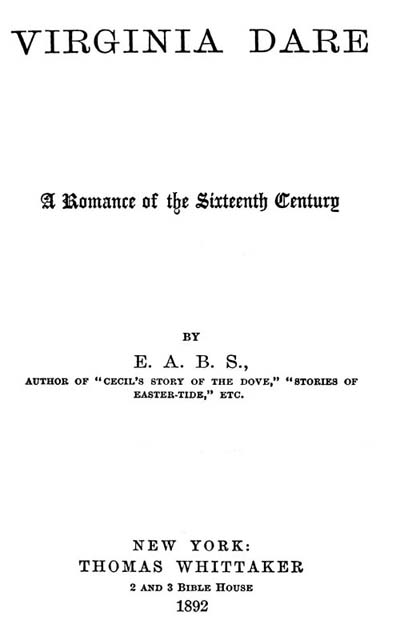 VIRGINIA DARE
A Romance of the Sixteenth Century
BY
E. A. B. S.,
AUTHOR OF "CECIL'S STORY OF THE DOVE," "STORIES OF
EASTER-TIDE," ETC.
NEW YORK:
THOMAS WHITTAKER
2 AND 3 BIBLE HOUSE
1892